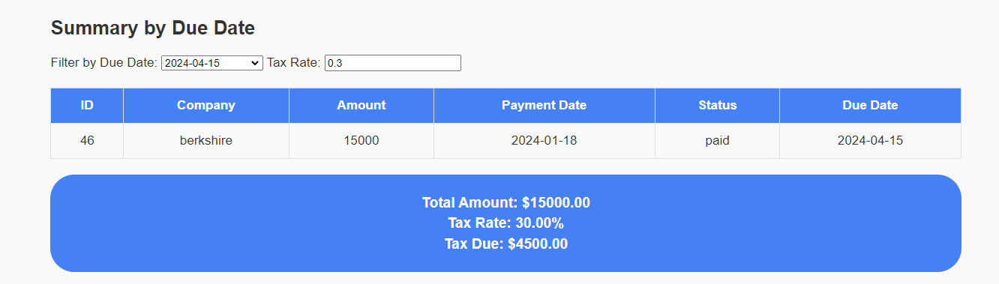 Summary by Due Date
Filter by Due Date: 2024-04-15 Tax Rate: 0.3
ID Company Amount Payment Date Status Due Date
46 berkshire 15000 2024-01-18 paid 2024-04-15
Total Amount: $15000.00
Tax Rate: 30.00%
Tax Due: $4500.00